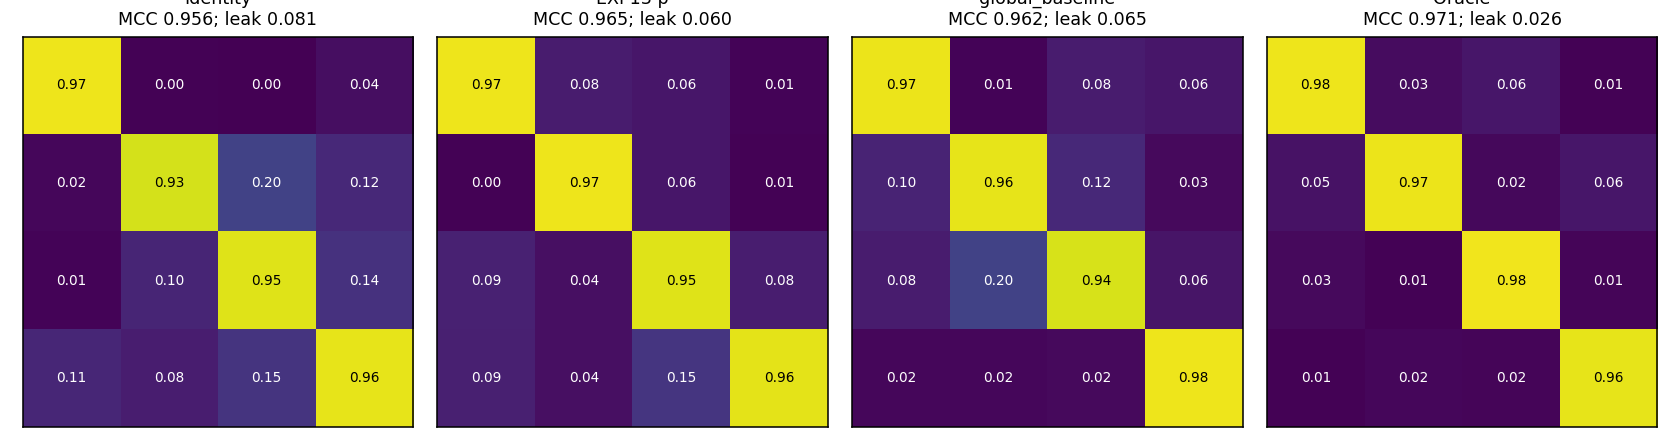 MCC 0.956; leak 0.081
0.97 0.00 0.00 0.04
0.02 0.93 0.20 0.12
0.01 0.10 0.95 0.14
0.11 0.08 0.15 0.96
MCC 0.965; leak 0.060
0.97 0.08 0.06 0.01
0.00 0.97 0.06 0.01
0.09 0.04 0.95 0.08
0.09 0.04 0.15 0.96
global_baseline
MCC 0.962; leak 0.065
0.97 0.01 0.08 0.06
0.10 0.96 0.12 0.03
0.08 0.20 0.94 0.06
0.02 0.02 0.02 0.98
Oracle
MCC 0.971; leak 0.026
0.98 0.03 0.06 0.01
0.05 0.97 0.02 0.06
0.03 0.01 0.98 0.01
0.01 0.02 0.02 0.96